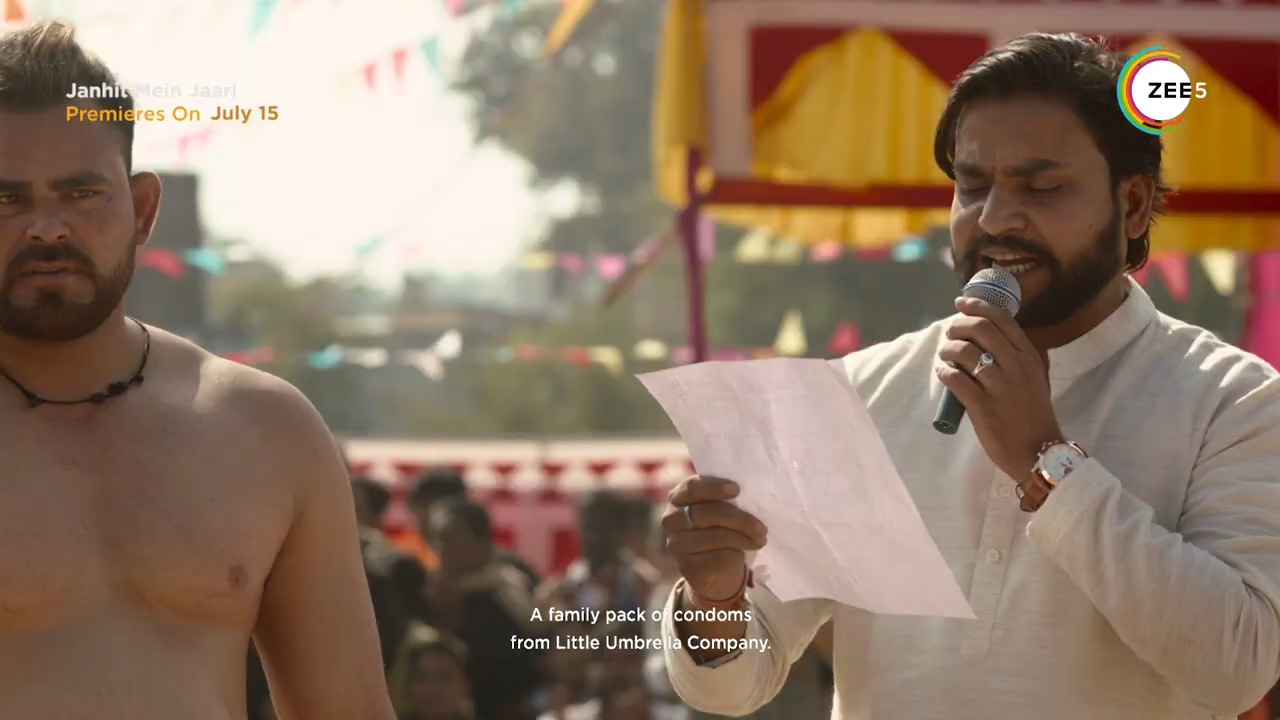 Janhit Mein Jaari
Premieres On July 15
ZEE5
A family pack of condoms
from Little Umbrella Company.